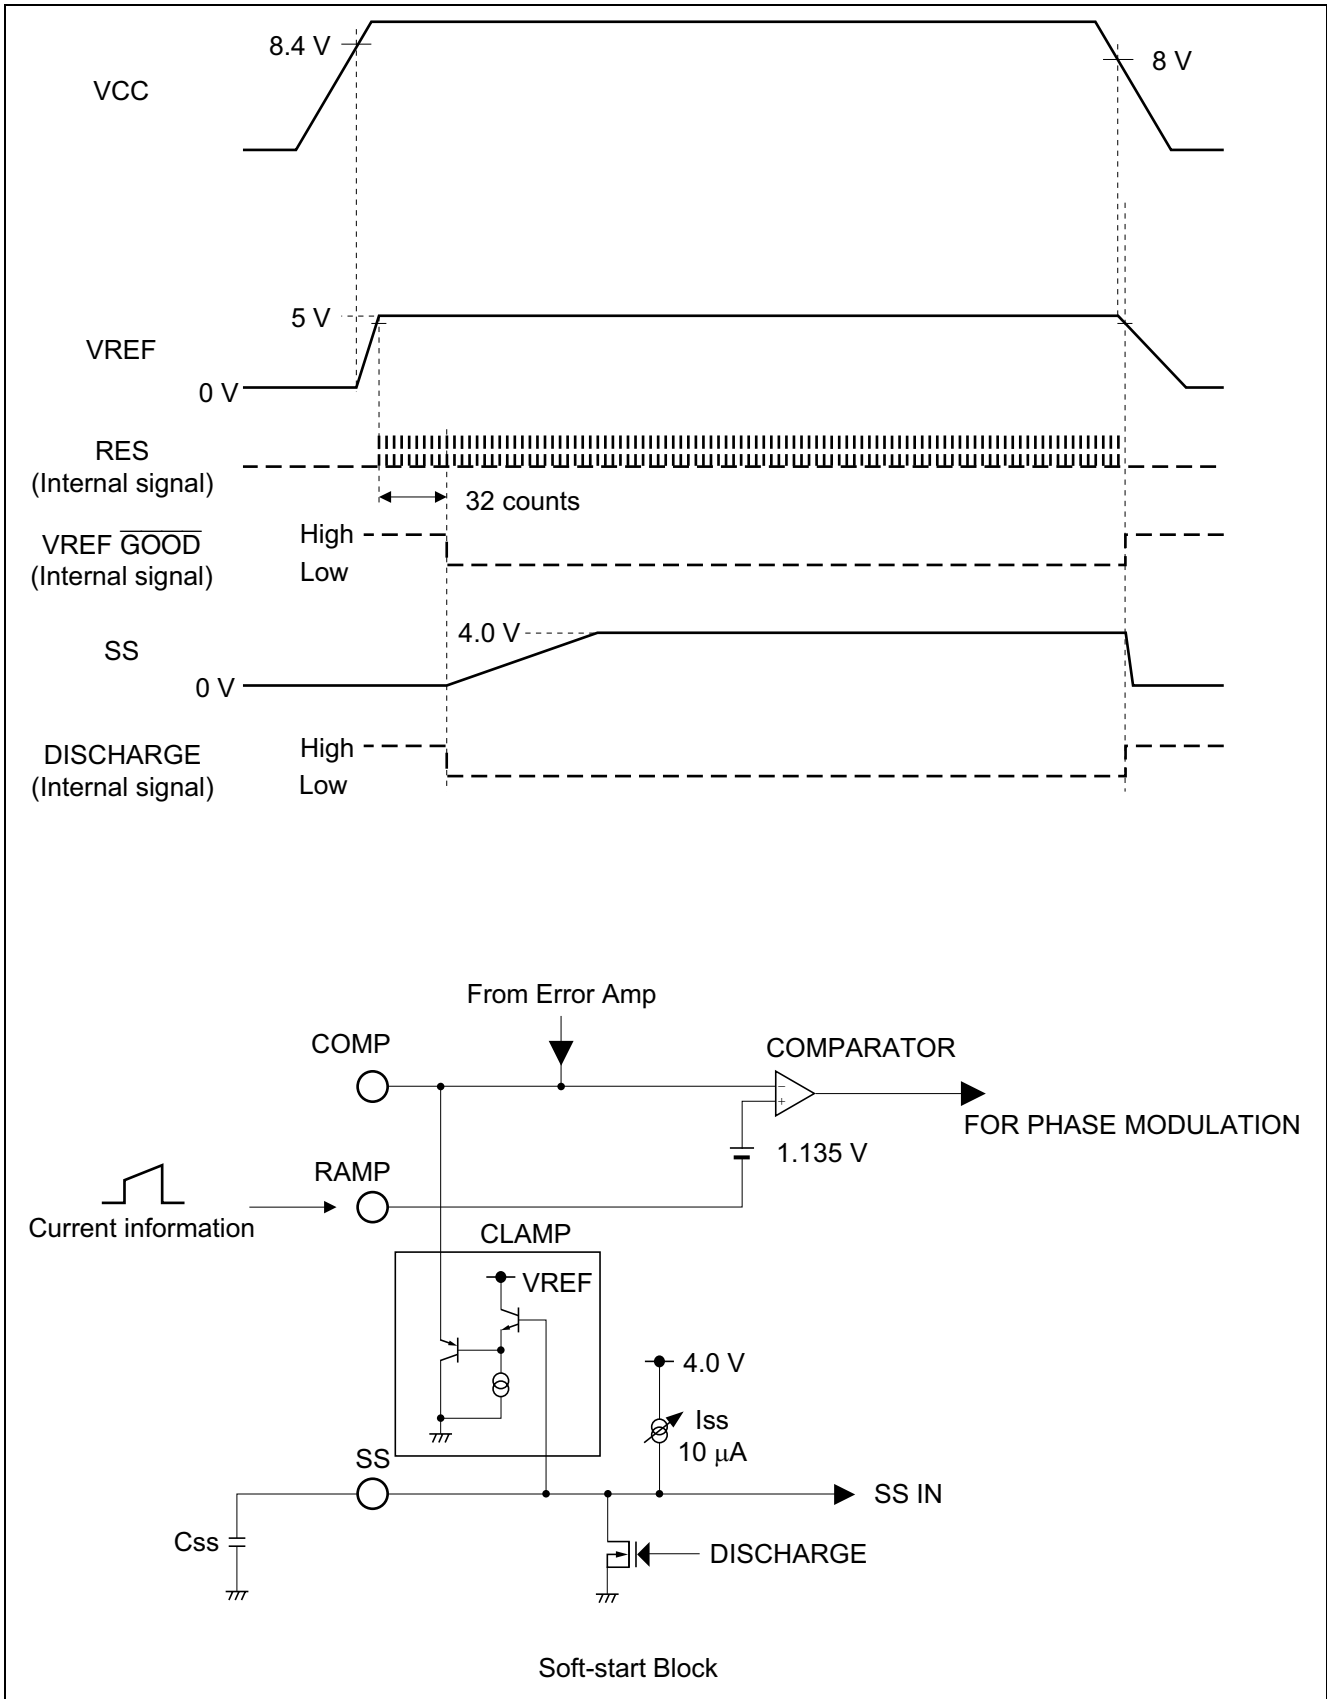 8.4 V
8 V
VCC
5 V
VREF
0 V
RES
(Internal signal)
32 counts
VREF GOOD
(Internal signal)
High
Low
4.0 V
SS
0 V
DISCHARGE
(Internal signal)
High
Low
From Error Amp
COMP
COMPARATOR
−
+
FOR PHASE MODULATION
1.135 V
RAMP
Current information
CLAMP
VREF
4.0 V
Iss
10 µA
SS
SS IN
Css
DISCHARGE
Soft-start Block